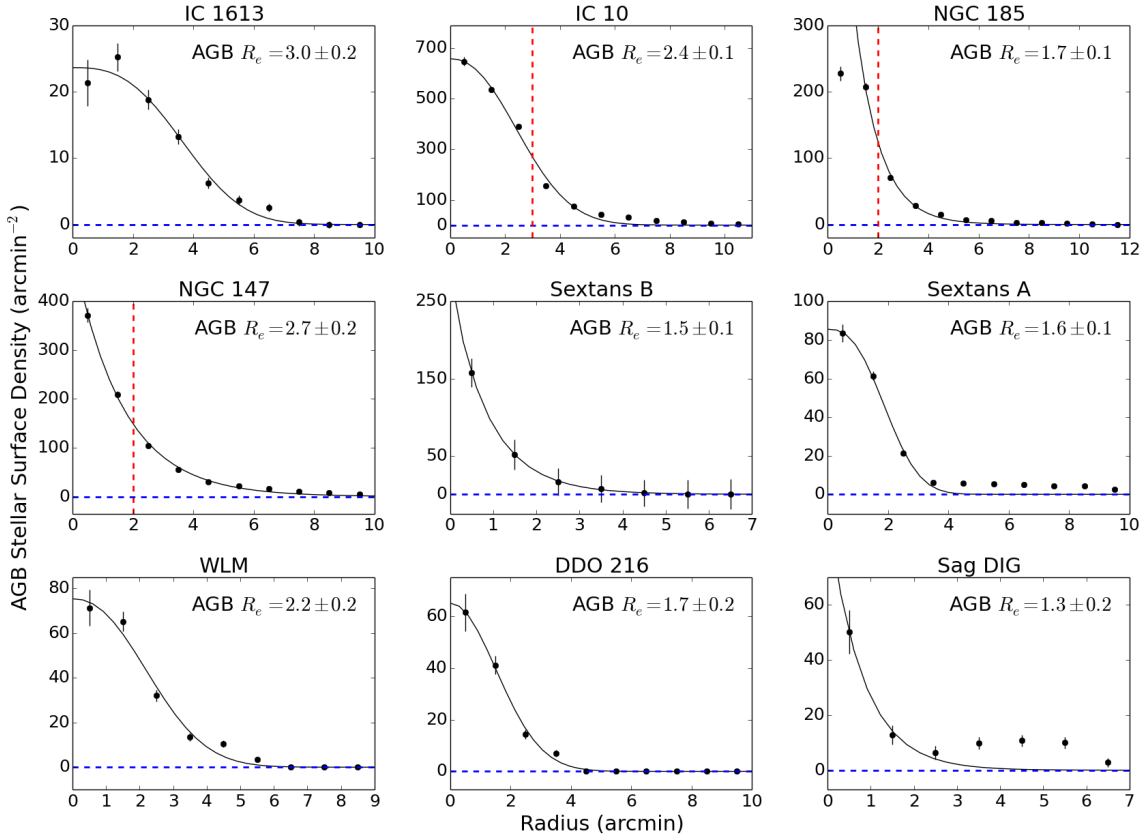 IC 1613
AGB R_e=3.0±0.2
30
20
10
0
0 2 4 6 8 10
IC 10
AGB R_e=2.4±0.1
700
500
300
100
0
0 2 4 6 8 10
NGC 185
AGB R_e=1.7±0.1
300
200
100
0
0 2 4 6 8 10 12
NGC 147
AGB R_e=2.7±0.2
400
300
200
100
0
0 2 4 6 8 10
Sextans B
AGB R_e=1.5±0.1
250
150
50
0
0 1 2 3 4 5 6 7
Sextans A
AGB R_e=1.6±0.1
100
80
60
40
20
0
0 2 4 6 8 10
WLM
AGB R_e=2.2±0.2
80
60
40
20
0
0 1 2 3 4 5 6 7 8 9
DDO 216
AGB R_e=1.7±0.2
60
40
20
0
0 2 4 6 8 10
Sag DIG
AGB R_e=1.3±0.2
60
40
20
0
0 1 2 3 4 5 6 7
AGB Stellar Surface Density (arcmin⁻²)
Radius (arcmin)